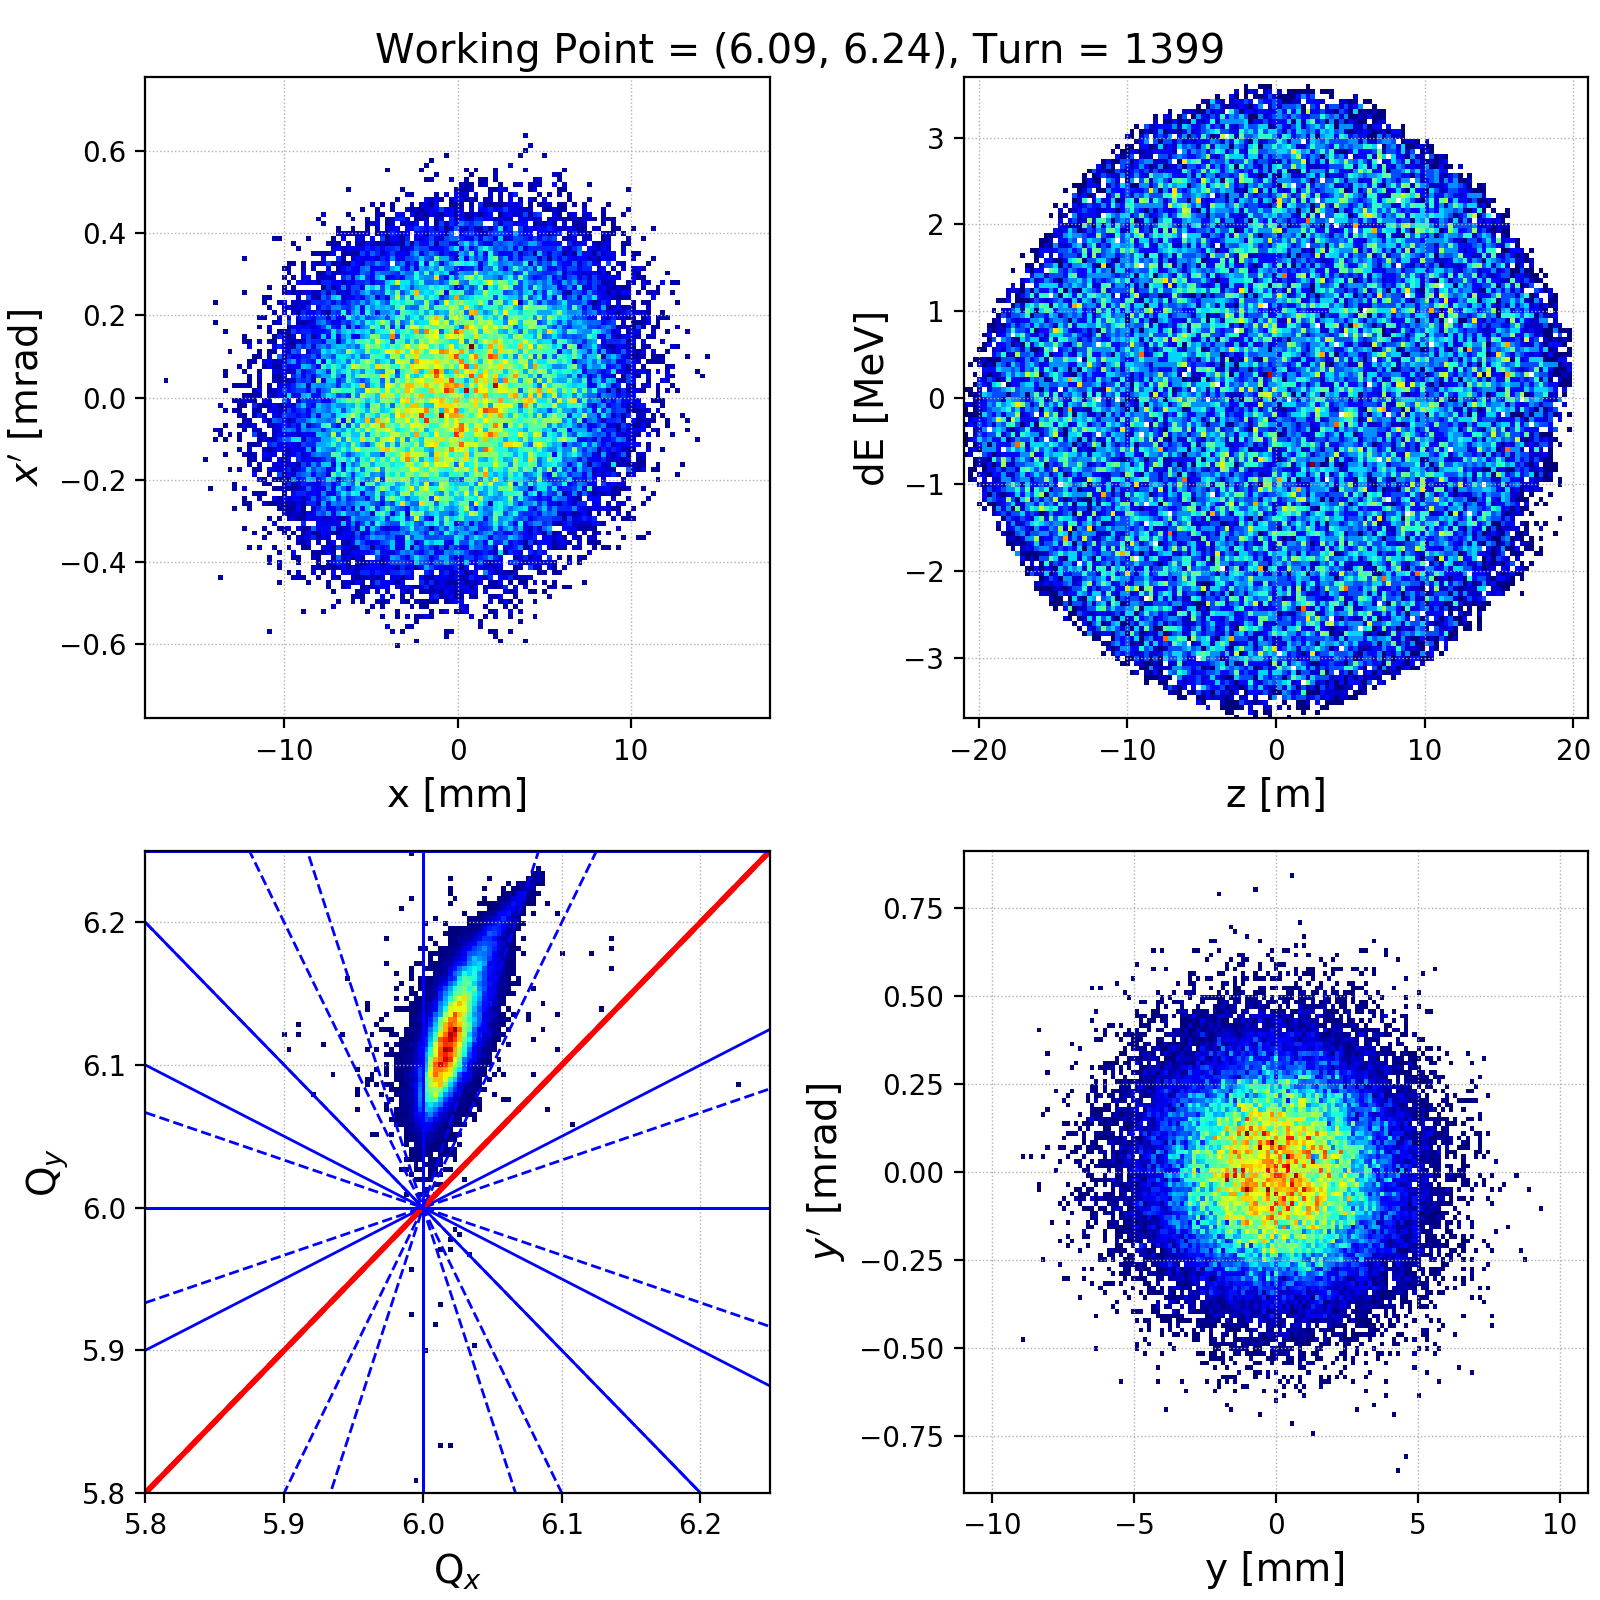 Working Point = (6.09, 6.24), Turn = 1399
0.6
0.4
0.2
0.0
−0.2
−0.4
−0.6
x′ [mrad]
−10 0 10
x [mm]
3
2
1
0
−1
−2
−3
dE [MeV]
−20 −10 0 10 20
z [m]
6.2
6.1
6.0
5.9
5.8
Qy
5.8 5.9 6.0 6.1 6.2
Qx
0.75
0.50
0.25
0.00
−0.25
−0.50
−0.75
y′ [mrad]
−10 −5 0 5 10
y [mm]